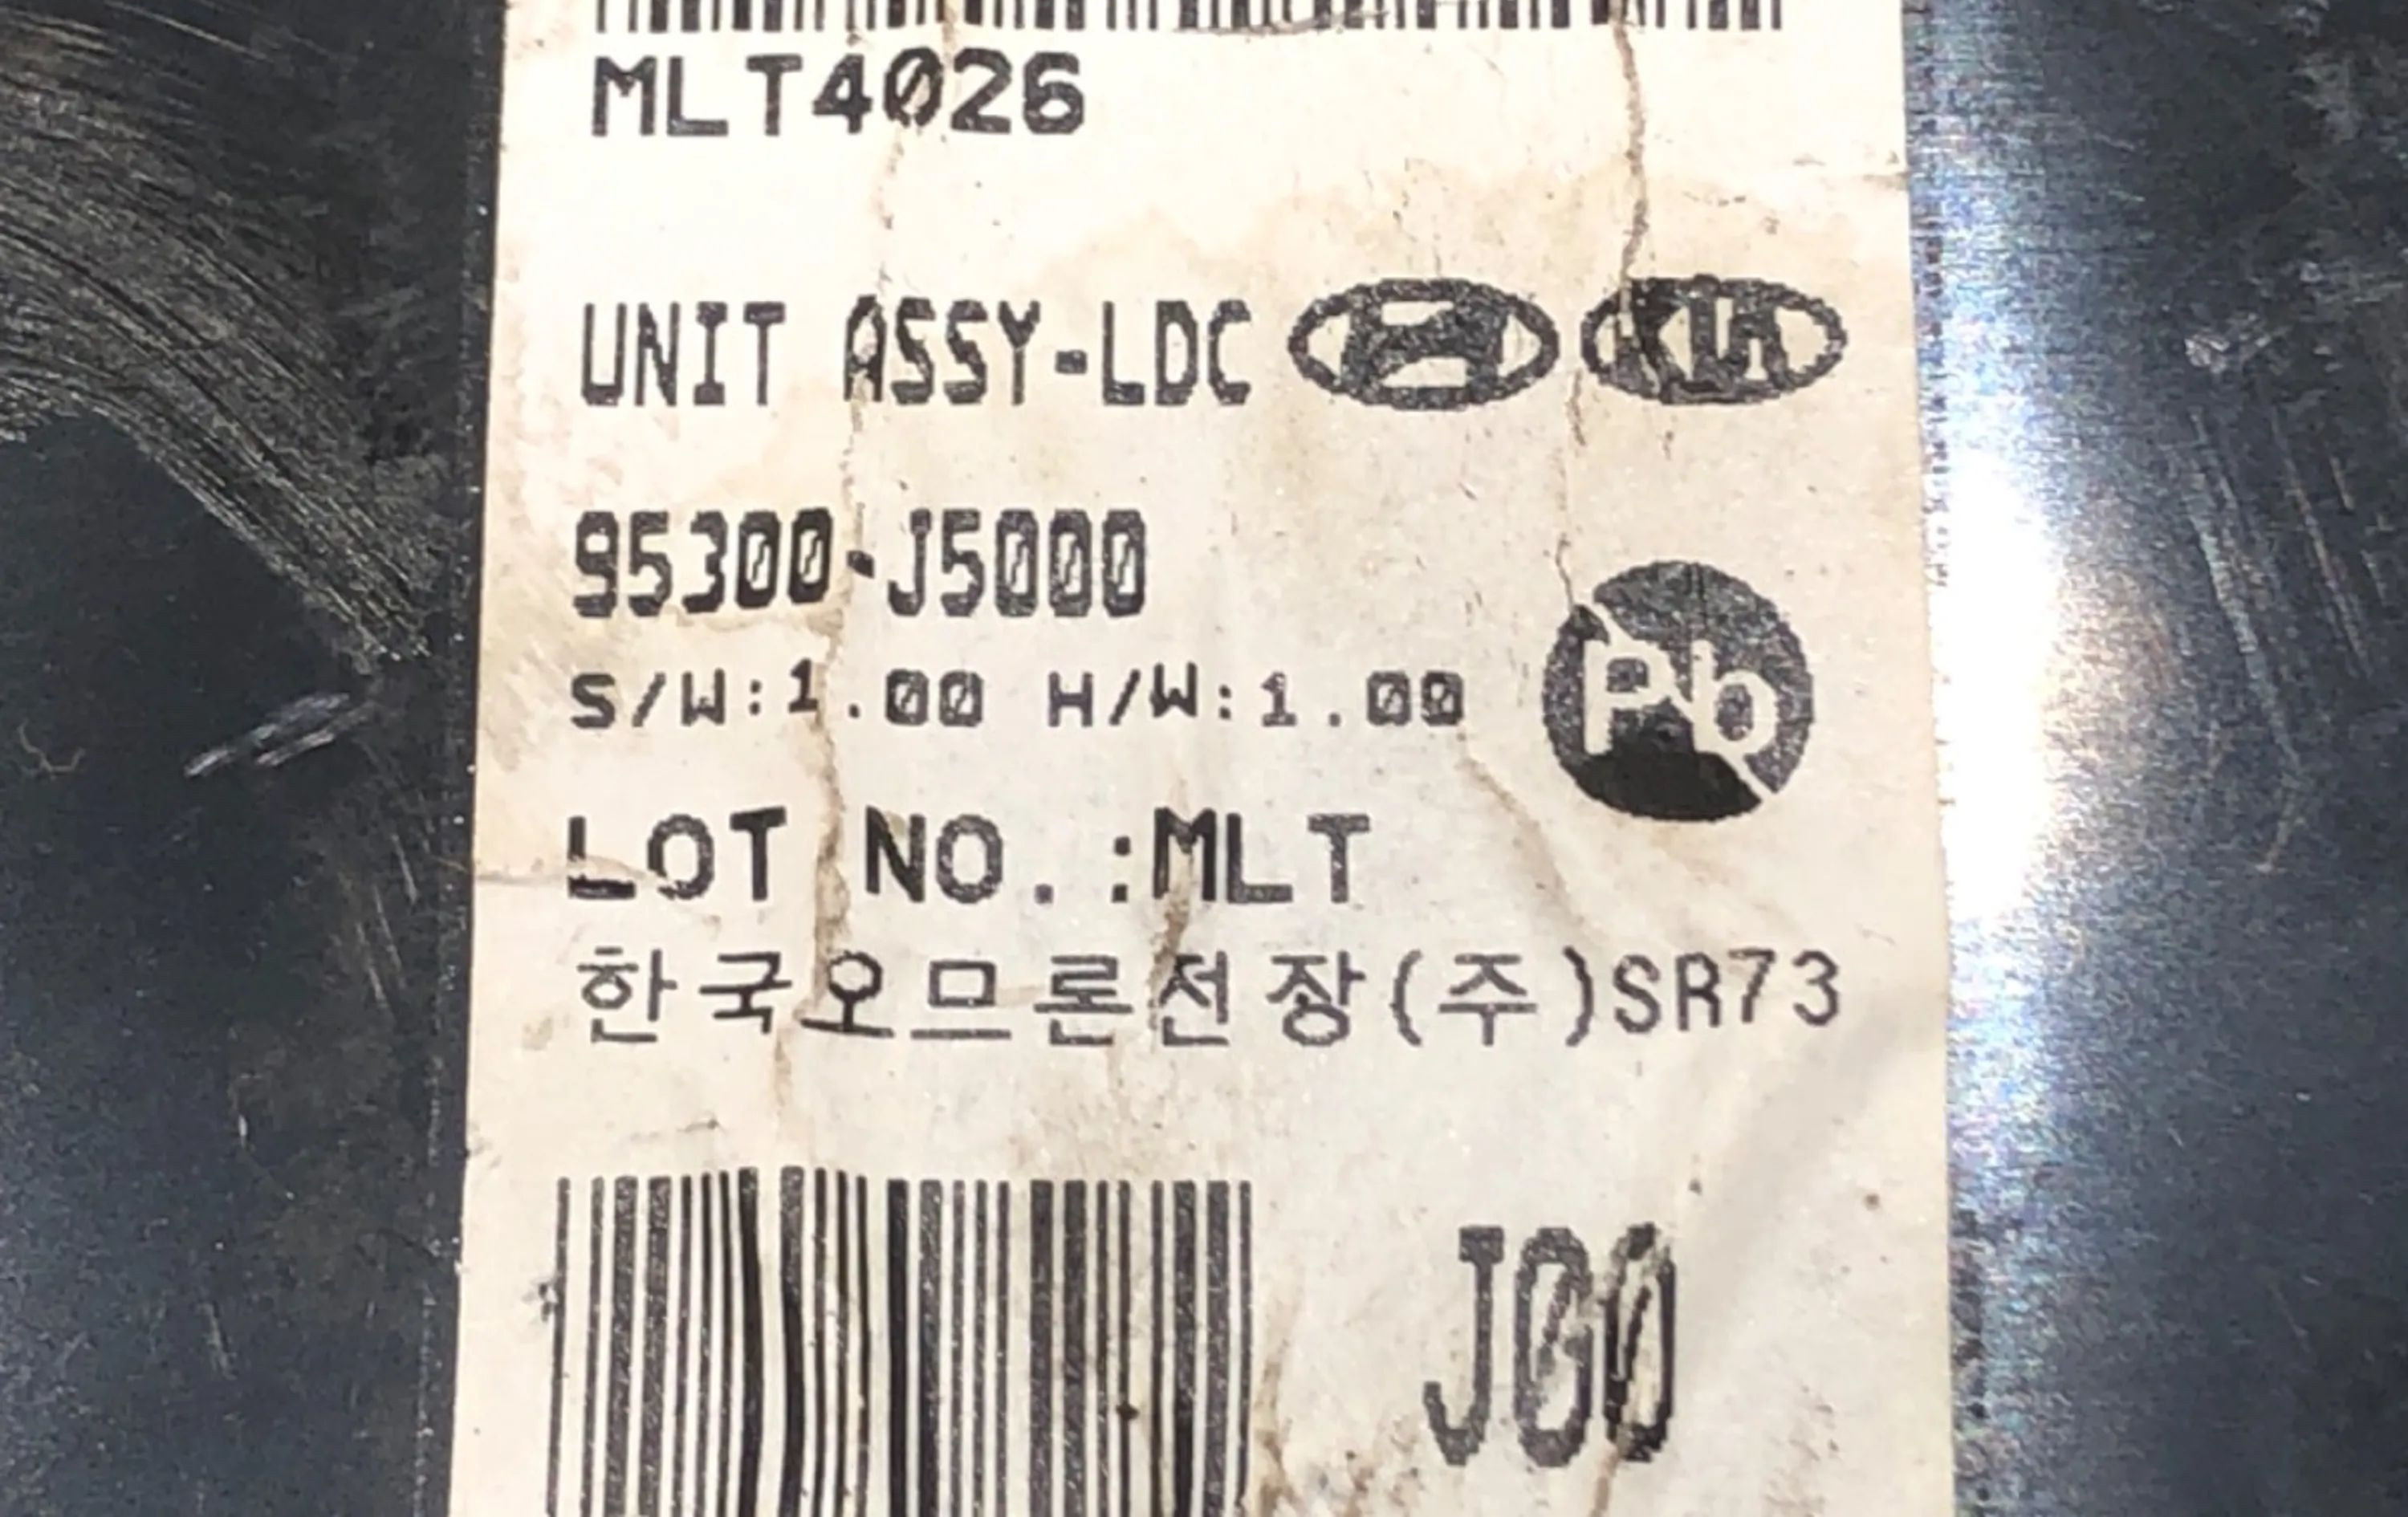 MLT4026
UNIT ASSY-LDC
KIA
95300-J5000
Pb
S/W:1.00 H/W:1.00
LOT NO.:MLT
한국오므론전장(주)SR73
J00